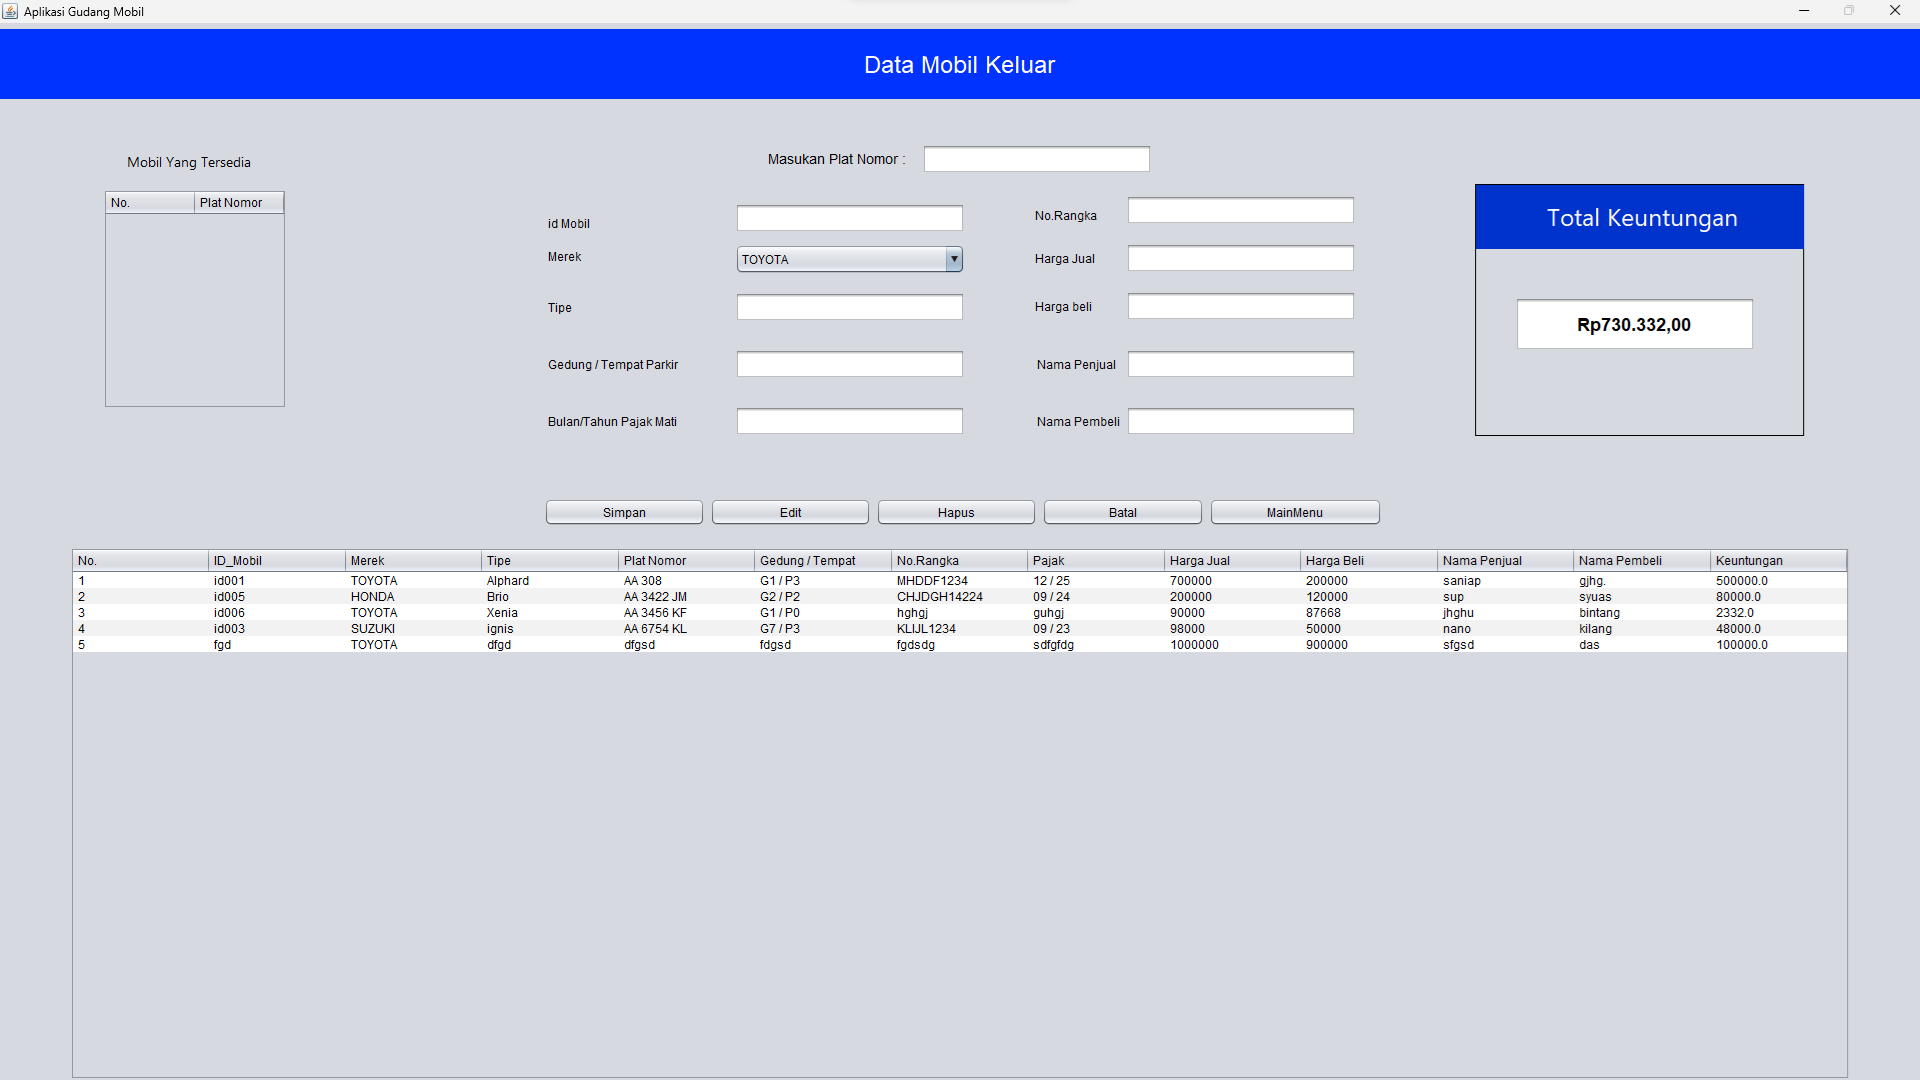 Aplikasi Gudang Mobil
Data Mobil Keluar
Mobil Yang Tersedia
No. Plat Nomor
Masukan Plat Nomor :
id Mobil
Merek TOYOTA
Tipe
Gedung / Tempat Parkir
Bulan/Tahun Pajak Mati
No.Rangka
Harga Jual
Harga beli
Nama Penjual
Nama Pembeli
Total Keuntungan
Rp730.332,00
Simpan Edit Hapus Batal MainMenu
No. ID_Mobil Merek Tipe Plat Nomor Gedung / Tempat No.Rangka Pajak Harga Jual Harga Beli Nama Penjual Nama Pembeli Keuntungan
1 id001 TOYOTA Alphard AA 308 G1 / P3 MHDDF1234 12 / 25 700000 200000 saniap gjhg. 500000.0
2 id005 HONDA Brio AA 3422 JM G2 / P2 CHJDGH14224 09 / 24 200000 120000 sup syuas 80000.0
3 id006 TOYOTA Xenia AA 3456 KF G1 / P0 hghgj guhgj 90000 87668 jhghu bintang 2332.0
4 id003 SUZUKI ignis AA 6754 KL G7 / P3 KLIJL1234 09 / 23 98000 50000 nano kilang 48000.0
5 fgd TOYOTA dfgd dfgsd fdgsd fgdsdg sdfgfdg 1000000 900000 sfgsd das 100000.0